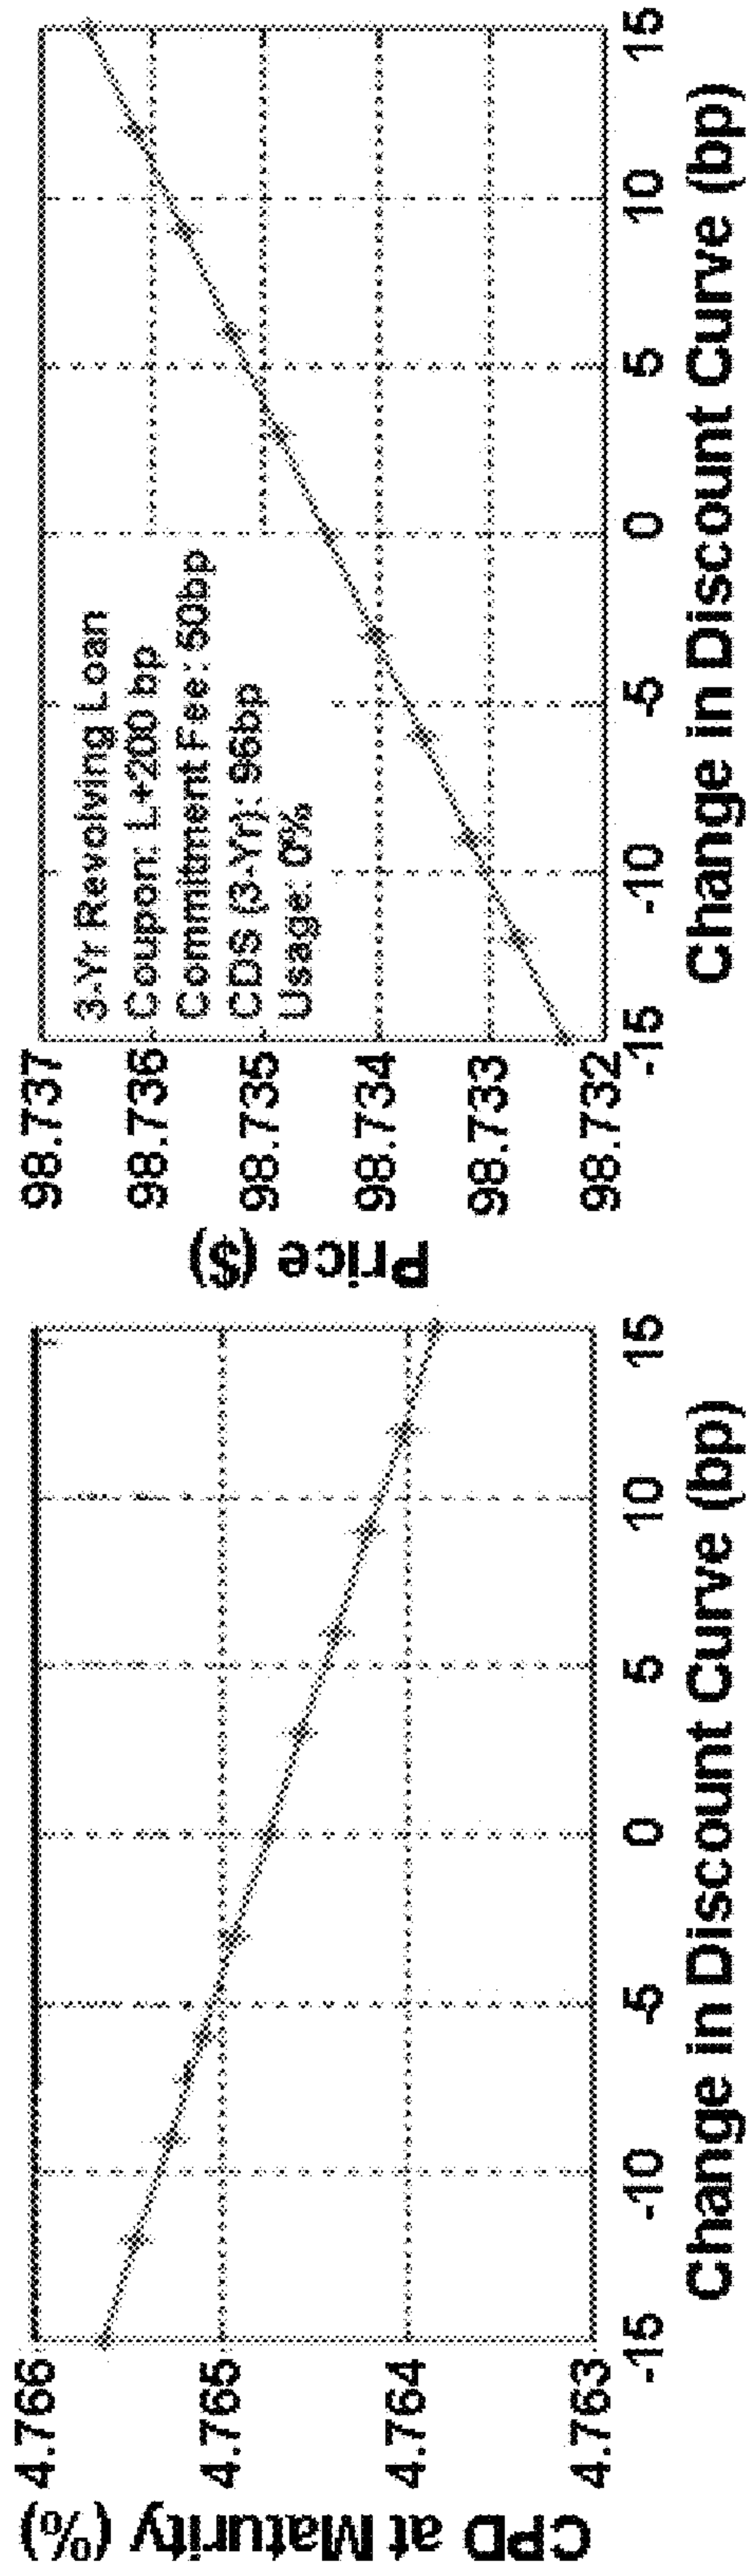 CPD at Maturity (%)
4.766
4.765
4.764
4.763
-15
-10
-5
0
5
10
15
Change in Discount Curve (bp)
Price ($)
98.737
98.736
98.735
98.734
98.733
98.732
3-Yr Revolving Loan
Coupon: L+200 bp
Commitment Fee: 50bp
CDS (3-Yr): 96bp
Usage: 0%
-15
-10
-5
0
5
10
15
Change in Discount Curve (bp)